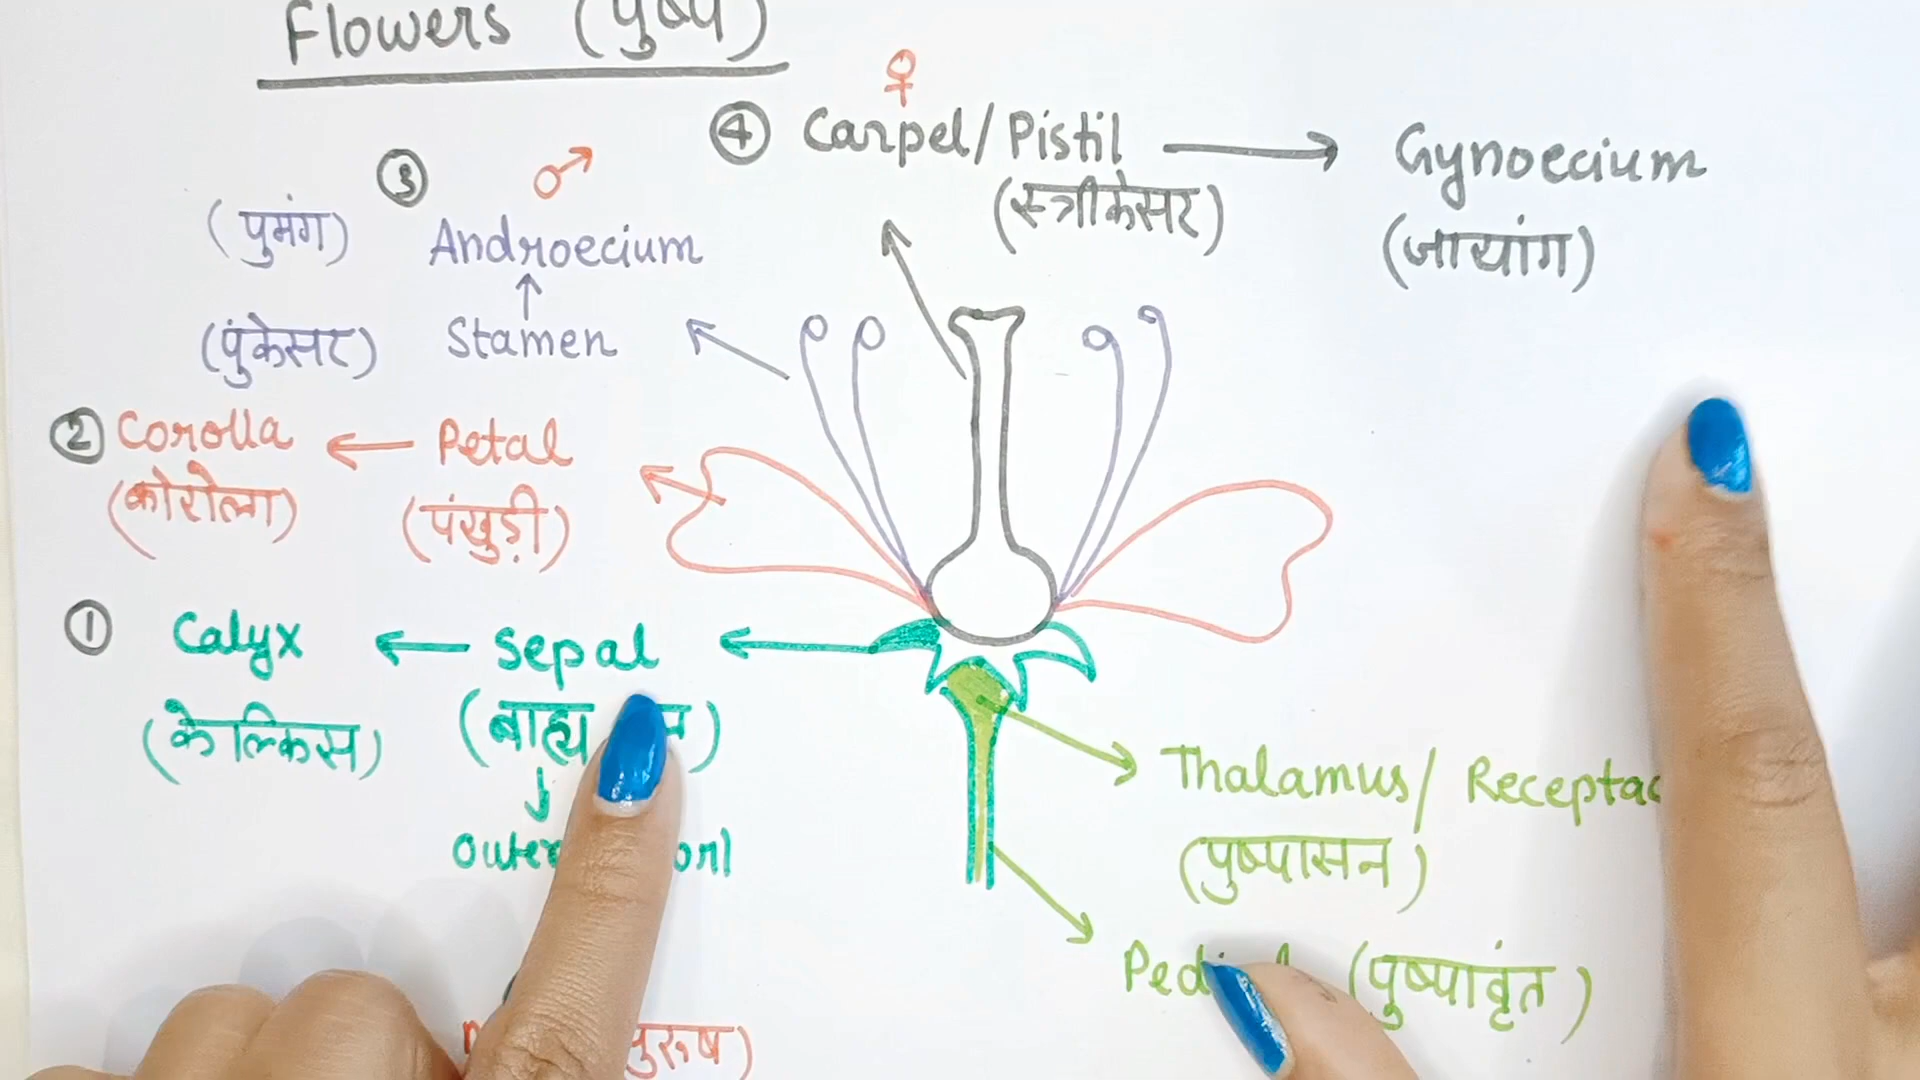 Flowers (पुष्प)
♀
④ Carpel/Pistil → Gynoecium
(स्त्रीकेसर) (जायांग)
③ ♂
(पुमंग) Androecium
↑
(पुंकेसर) Stamen
② Corolla ← Petal
(कोरोला) (पंखुड़ी)
① Calyx ← Sepal
(केल्किस) (बाह्य
Thalamus/
(पुष्पासन)
(पुष्पावृंत)